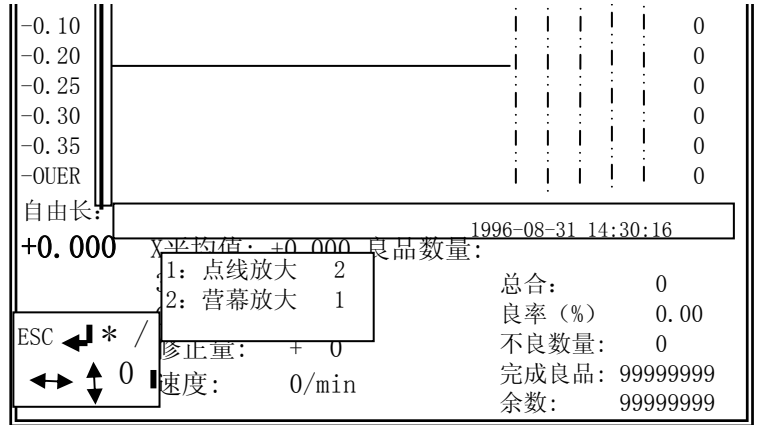 -0.10 0
-0.20 0
-0.25 0
-0.30 0
-0.35 0
-OUER 0
自由长:
1996-08-31 14:30:16
+0.000 X平均值: +0.000 良品数量:
1: 点线放大 2
2: 营幕放大 1
总合: 0
良率（%） 0.00
ESC * /
修正量: + 0 不良数量: 0
0
速度: 0/min 完成良品: 99999999
余数: 99999999